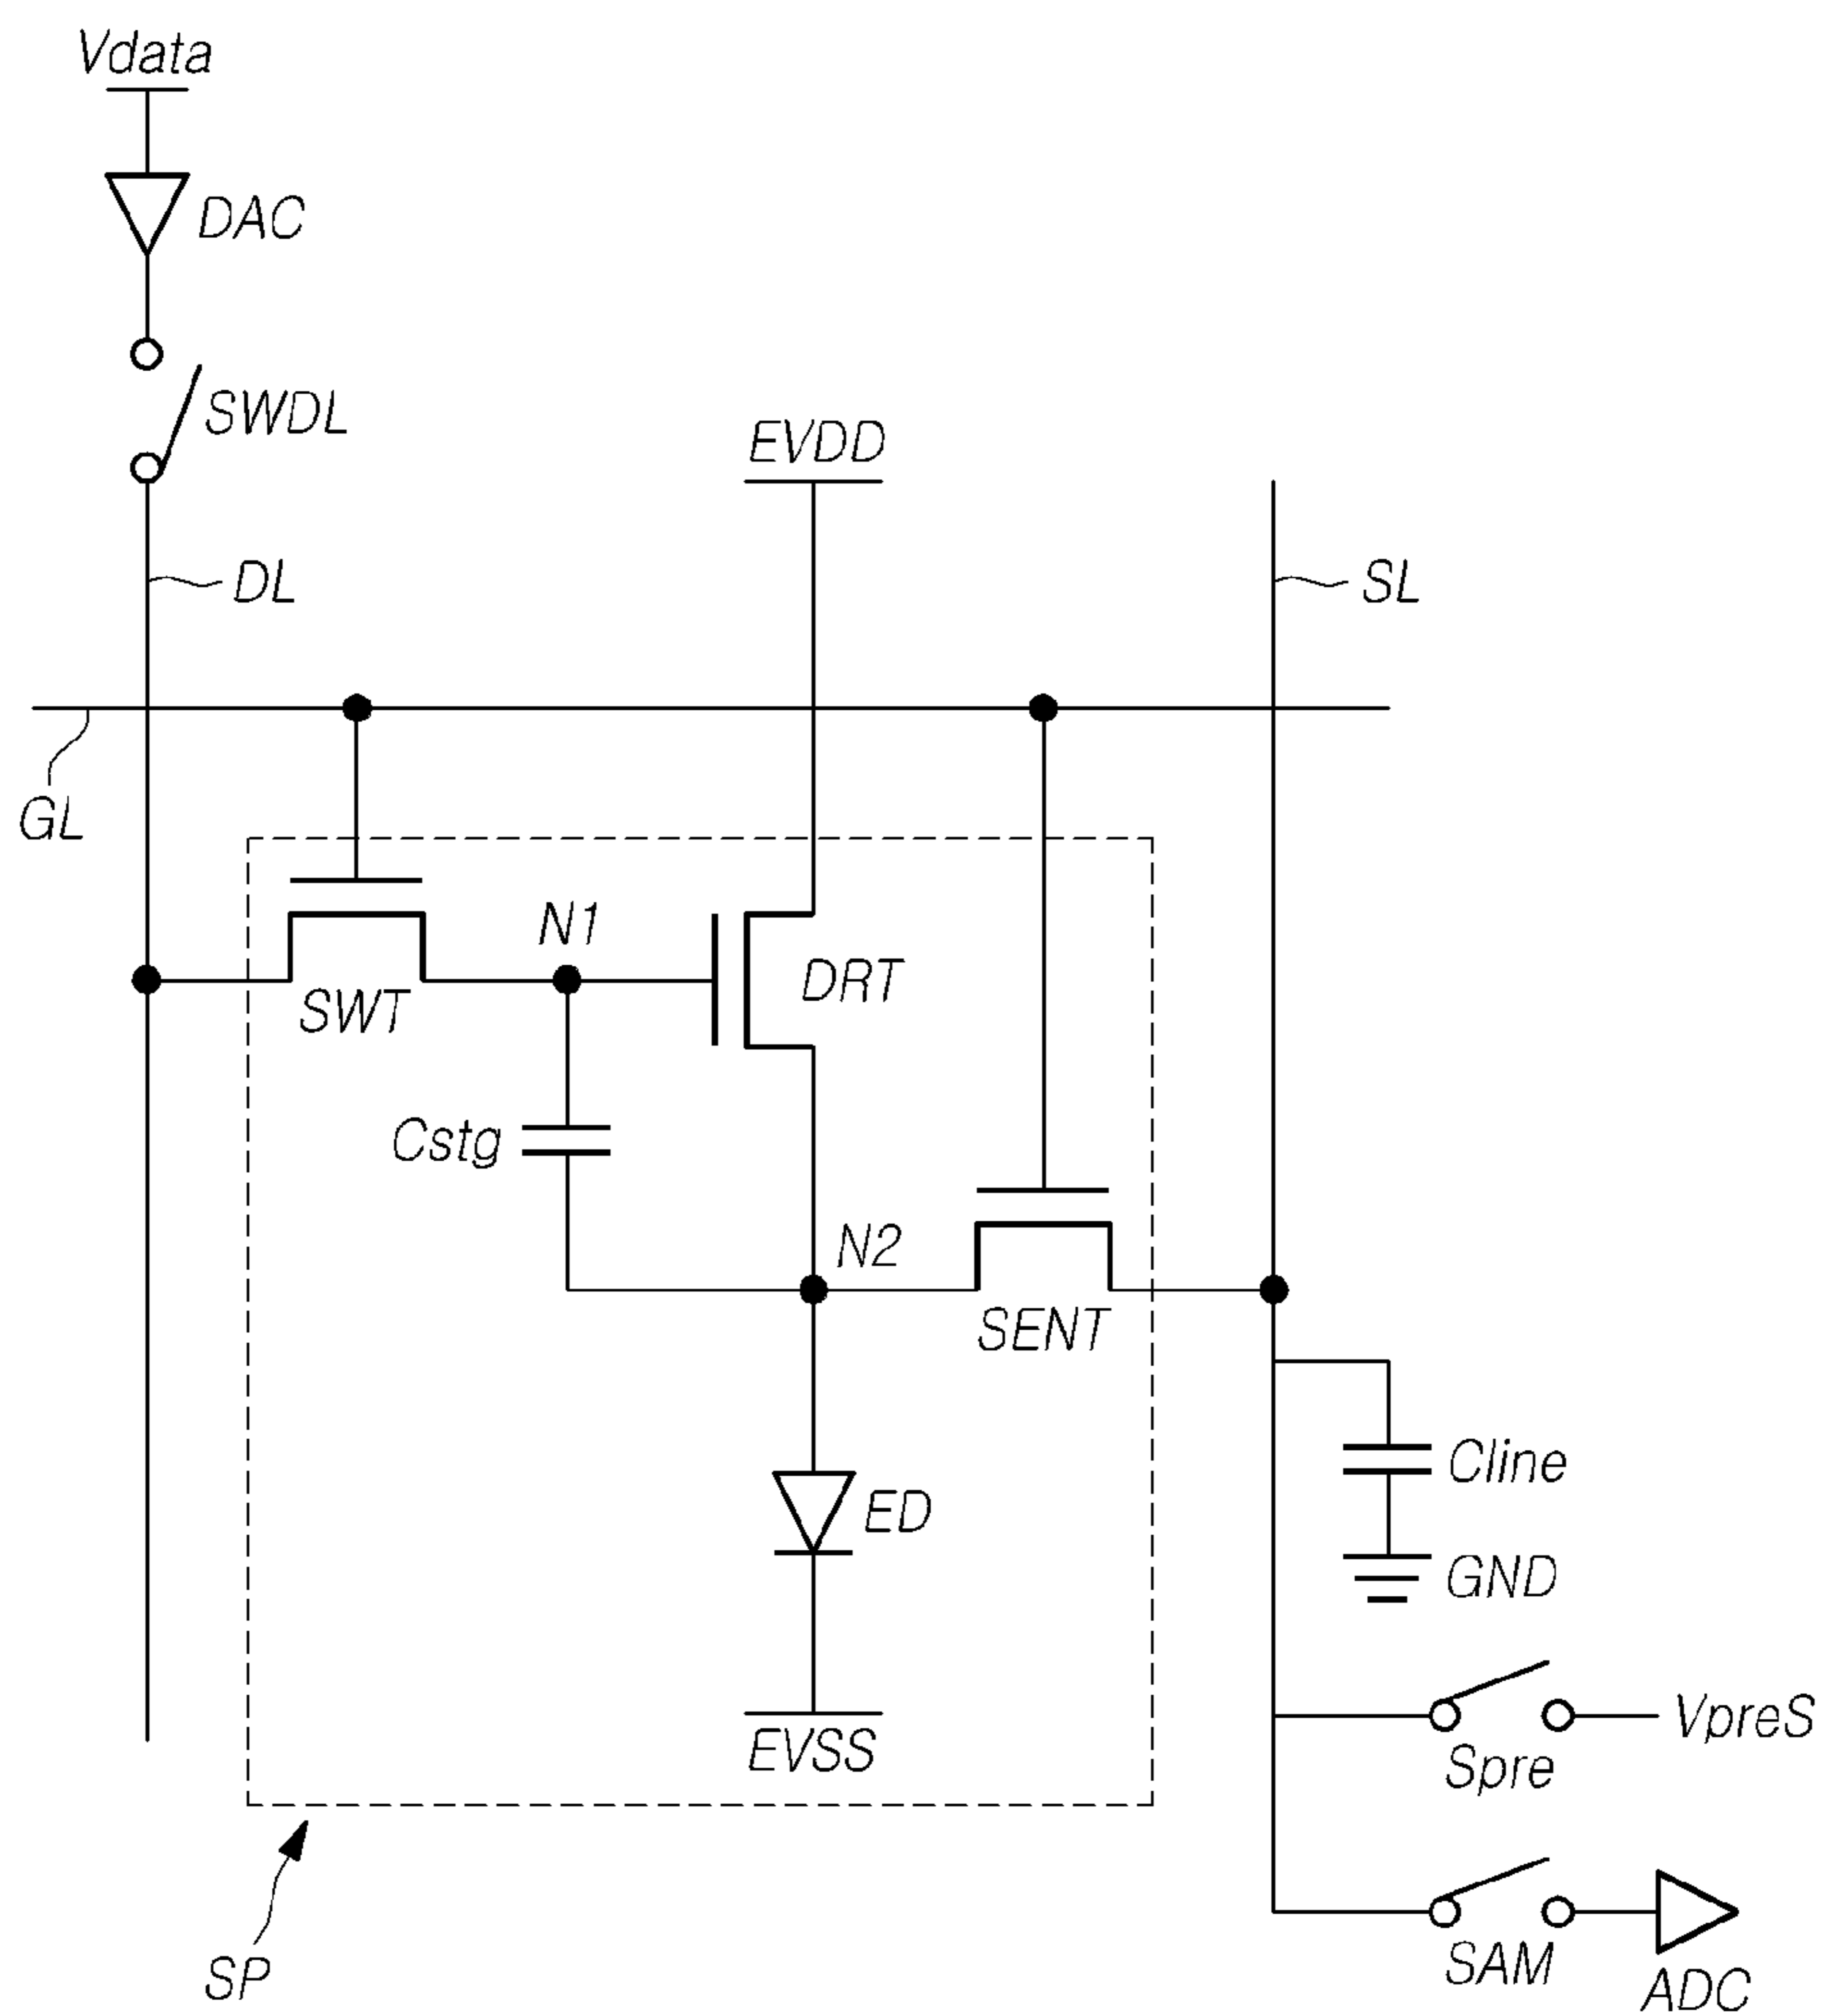 Vdata
DAC
SWDL
EVDD
DL
SL
GL
N1
DRT
SWT
Cstg
N2
SENT
Cline
ED
GND
VpreS
EVSS
Spre
SAM
SP
ADC